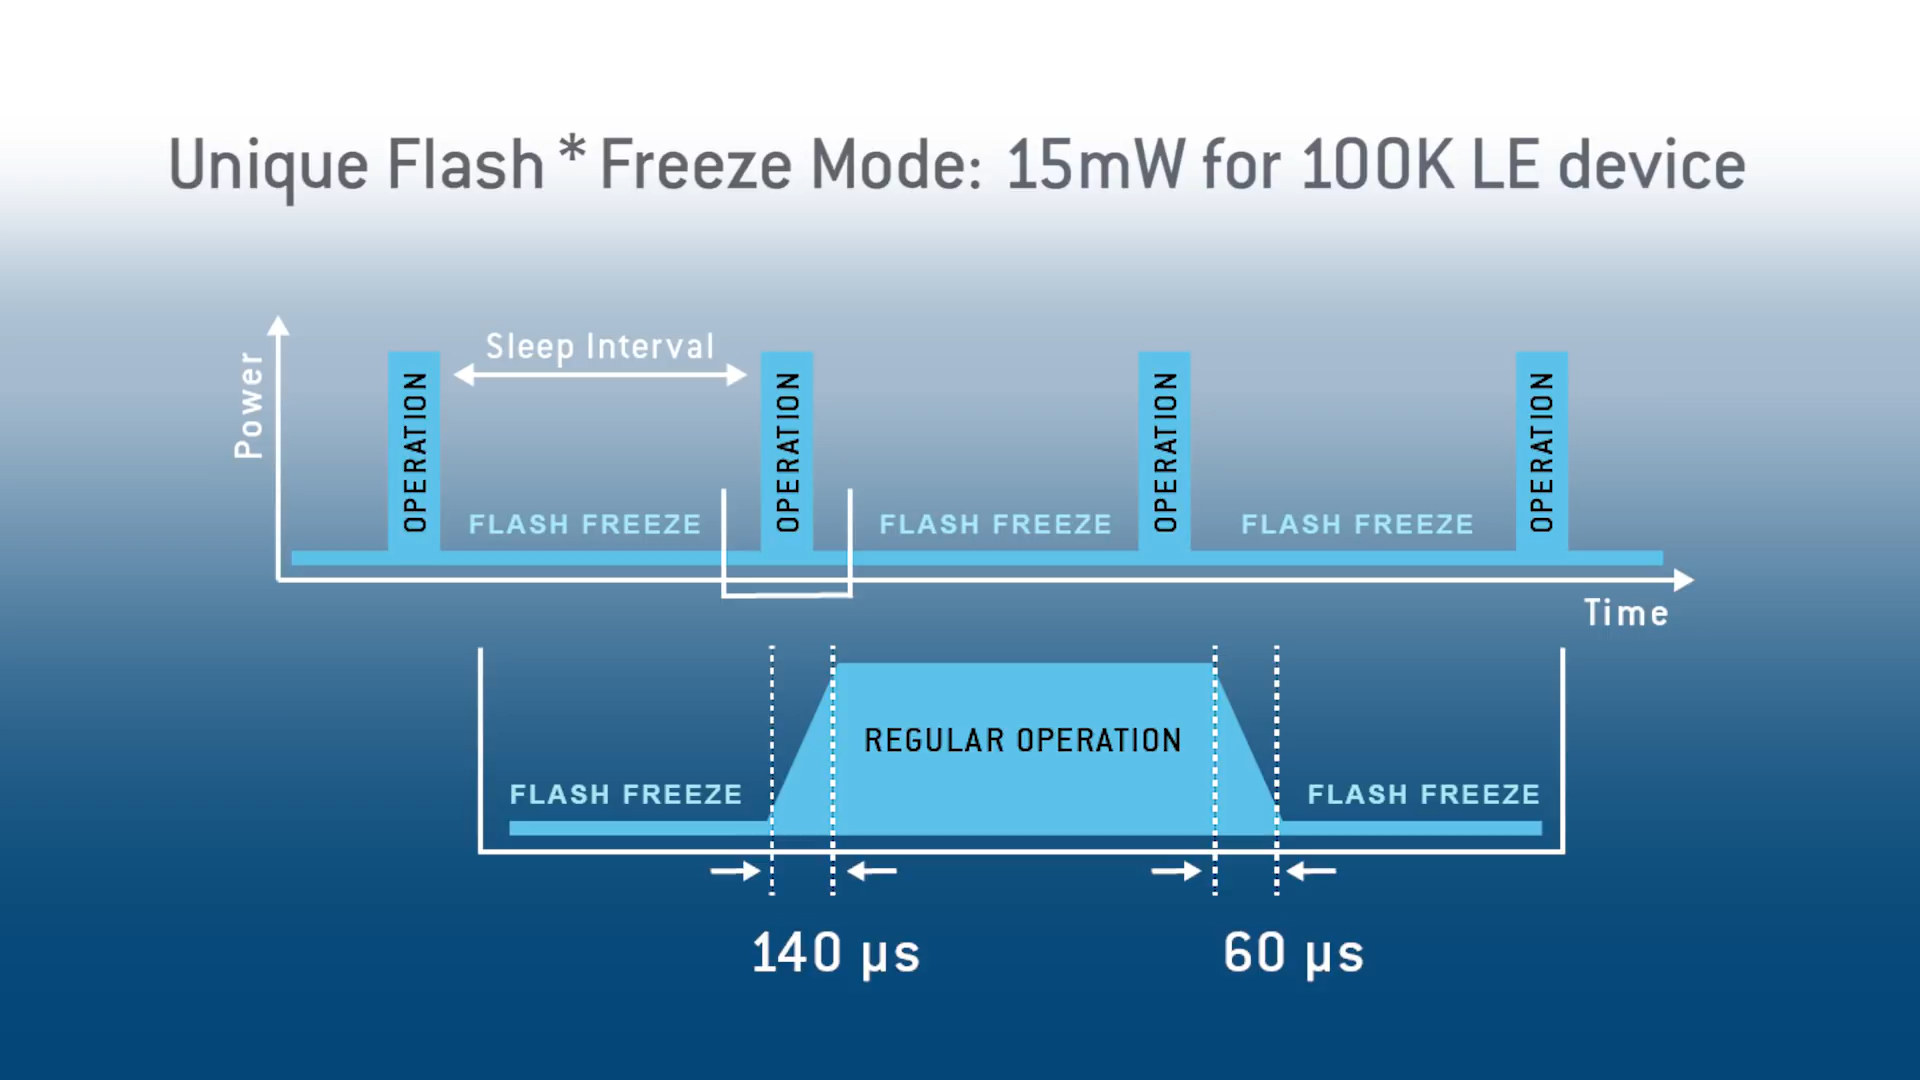 Unique Flash*Freeze Mode: 15mW for 100K LE device
Power
Sleep Interval
OPERATION
OPERATION
OPERATION
OPERATION
FLASH FREEZE
FLASH FREEZE
FLASH FREEZE
Time
REGULAR OPERATION
FLASH FREEZE
FLASH FREEZE
140 µs
60 µs